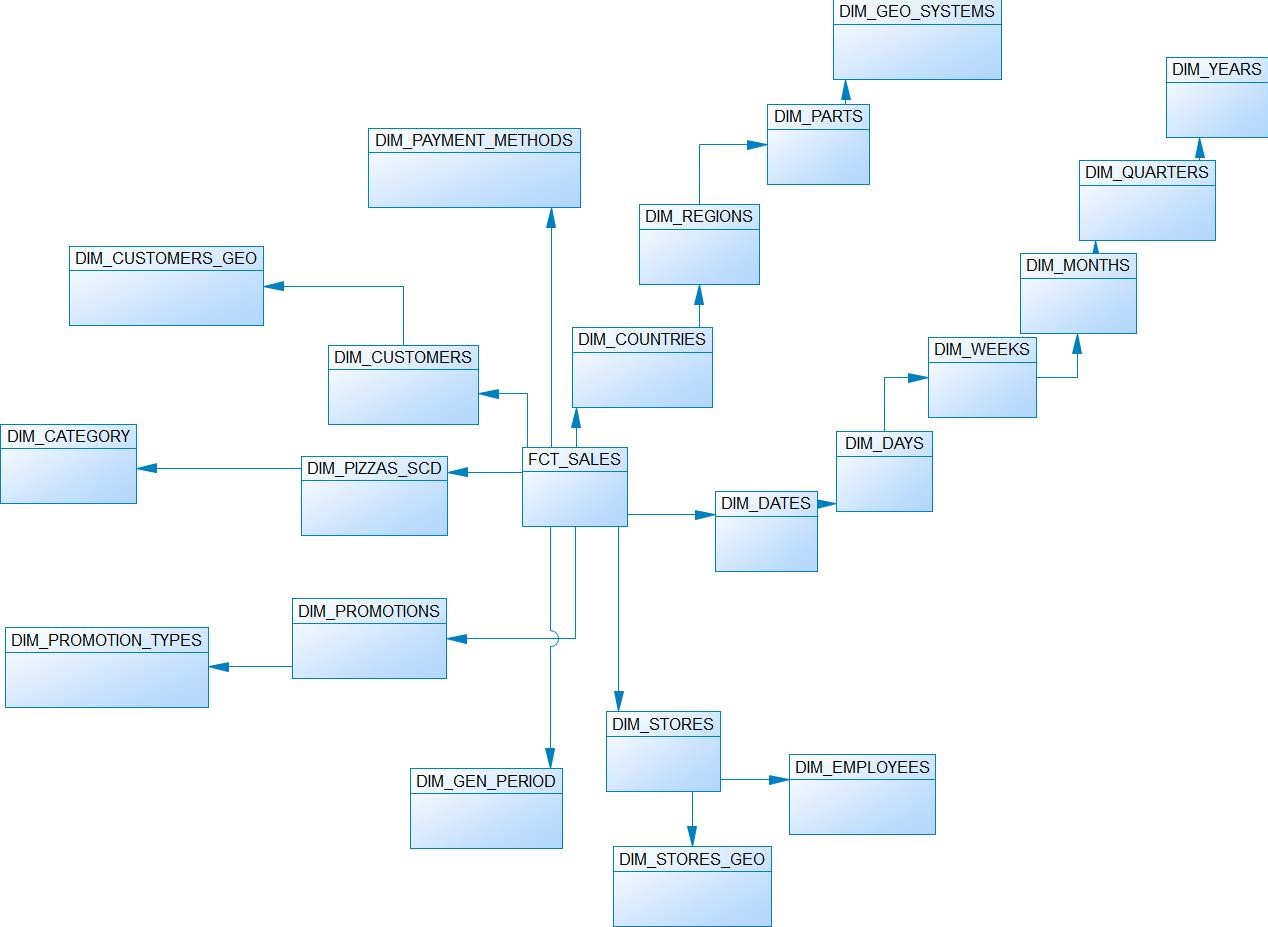 DIM_GEO_SYSTEMS
DIM_YEARS
DIM_PARTS
DIM_PAYMENT_METHODS
DIM_QUARTERS
DIM_REGIONS
DIM_CUSTOMERS_GEO
DIM_MONTHS
DIM_COUNTRIES
DIM_WEEKS
DIM_CUSTOMERS
DIM_CATEGORY
DIM_DAYS
FCT_SALES
DIM_PIZZAS_SCD
DIM_DATES
DIM_PROMOTIONS
DIM_PROMOTION_TYPES
DIM_STORES
DIM_EMPLOYEES
DIM_GEN_PERIOD
DIM_STORES_GEO